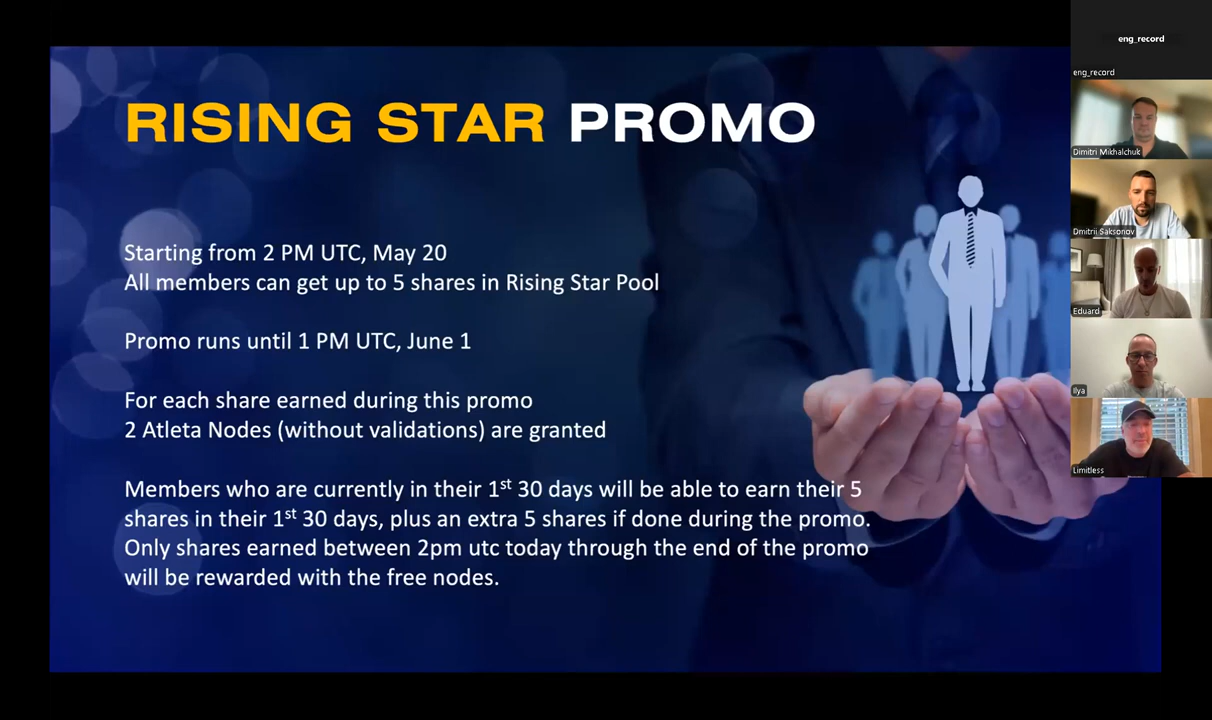 RISING STAR PROMO
Starting from 2 PM UTC, May 20
All members can get up to 5 shares in Rising Star Pool
Promo runs until 1 PM UTC, June 1
For each share earned during this promo
2 Atleta Nodes (without validations) are granted
Members who are currently in their 1st 30 days will be able to earn their 5
shares in their 1st 30 days, plus an extra 5 shares if done during the promo.
Only shares earned between 2pm utc today through the end of the promo
will be rewarded with the free nodes.
eng_record
eng_record
Dimitri Mikhalchuk
Dmitrii Saksonov
Eduard
Ilya
Limitless